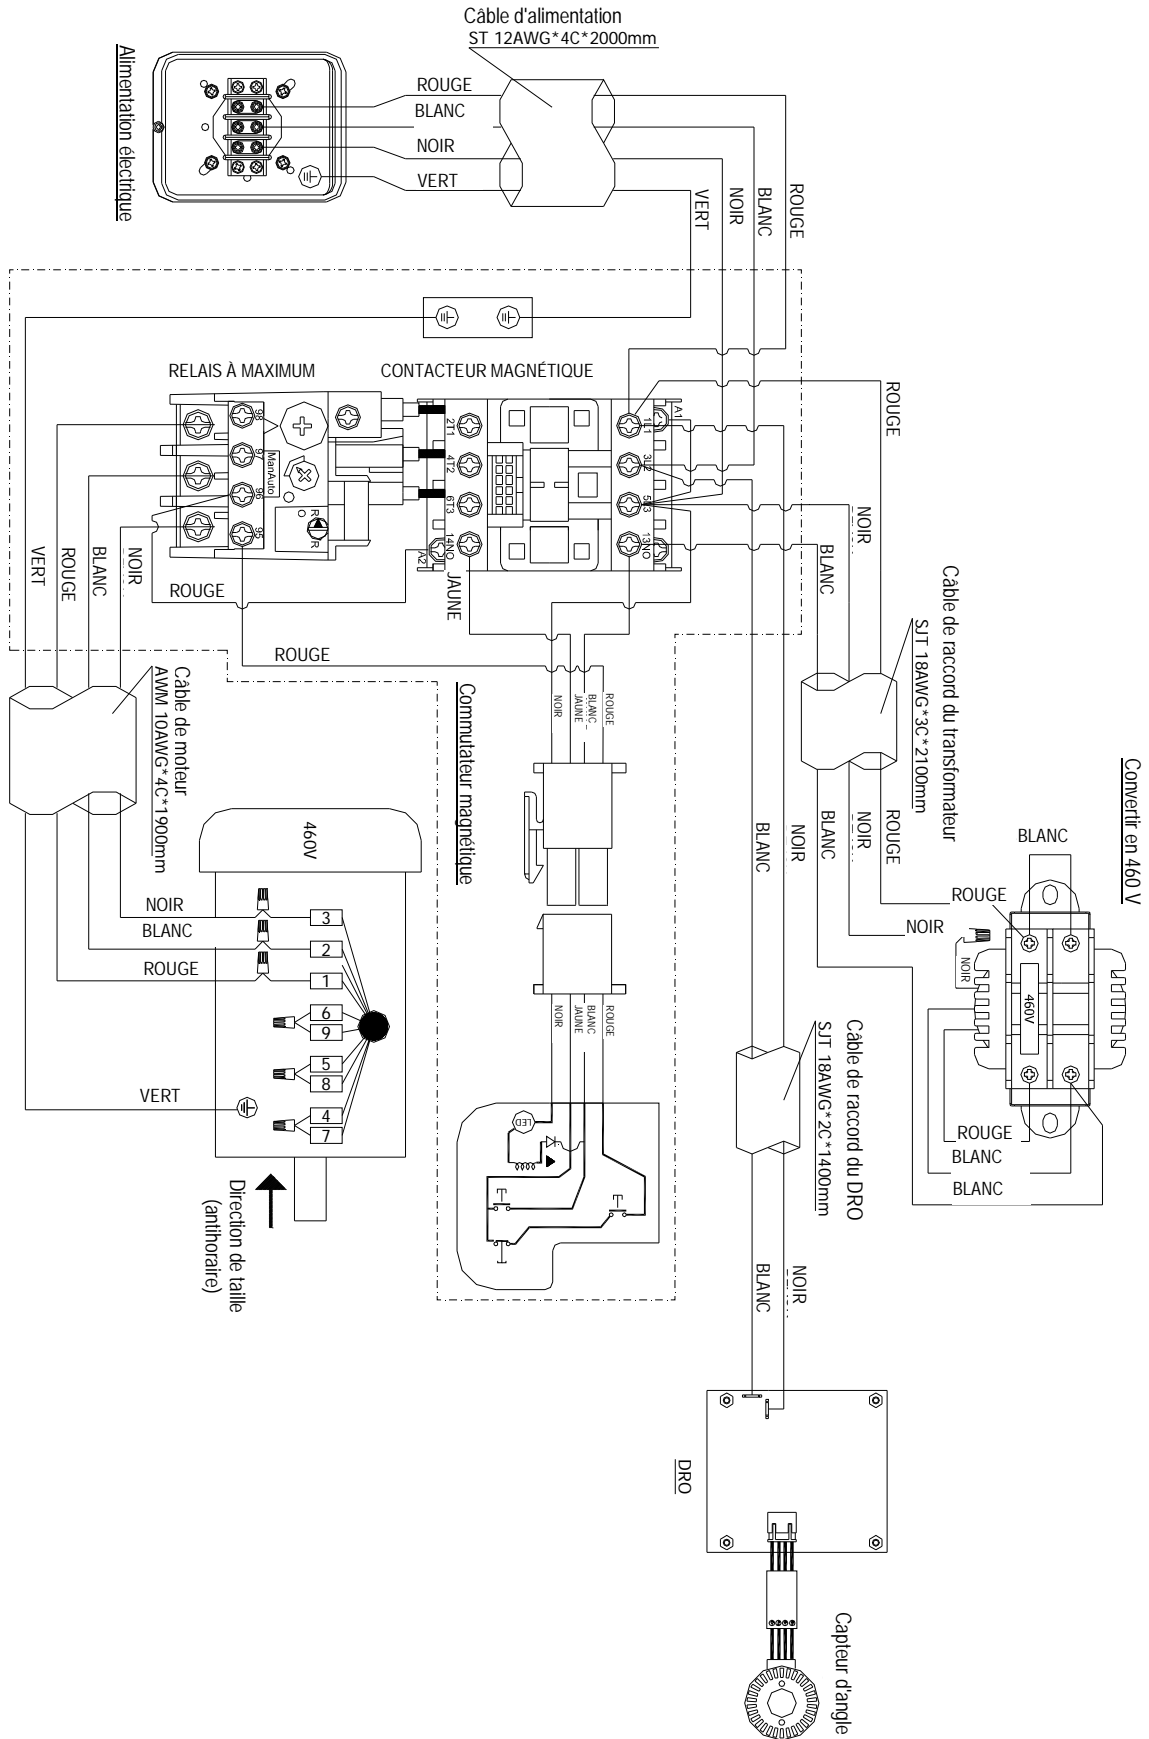 Câble d'alimentation
ST 12AWG*4C*2000mm
Alimentation électrique
ROUGE
BLANC
NOIR
VERT
VERT
NOIR
BLANC
ROUGE
RELAIS À MAXIMUM
CONTACTEUR MAGNÉTIQUE
98
97
96
95
ManAuto
R
R
2T1
4T2
6T3
14NO
A2
A1
1L1
3L2
5L3
13NO
ROUGE
NOIR
BLANC
JAUNE
ROUGE
ROUGE
VERT
ROUGE
BLANC
NOIR
Câble de raccord du transformateur
SJT 18AWG*3C*2100mm
Câble de moteur
AWM 10AWG*4C*1900mm
Commutateur magnétique
NOIR
JAUNE
BLANC
ROUGE
Convertir en 460 V
BLANC
NOIR
BLANC
NOIR
ROUGE
BLANC
ROUGE
NOIR
NOIR
460V
ROUGE
BLANC
BLANC
460V
NOIR
BLANC
ROUGE
3
2
1
6
9
5
8
4
7
VERT
NOIR
JAUNE
BLANC
ROUGE
LED
Câble de raccord du DRO
SJT 18AWG*2C*1400mm
Direction de taille
(antihoraire)
BLANC
NOIR
DRO
Capteur d'angle